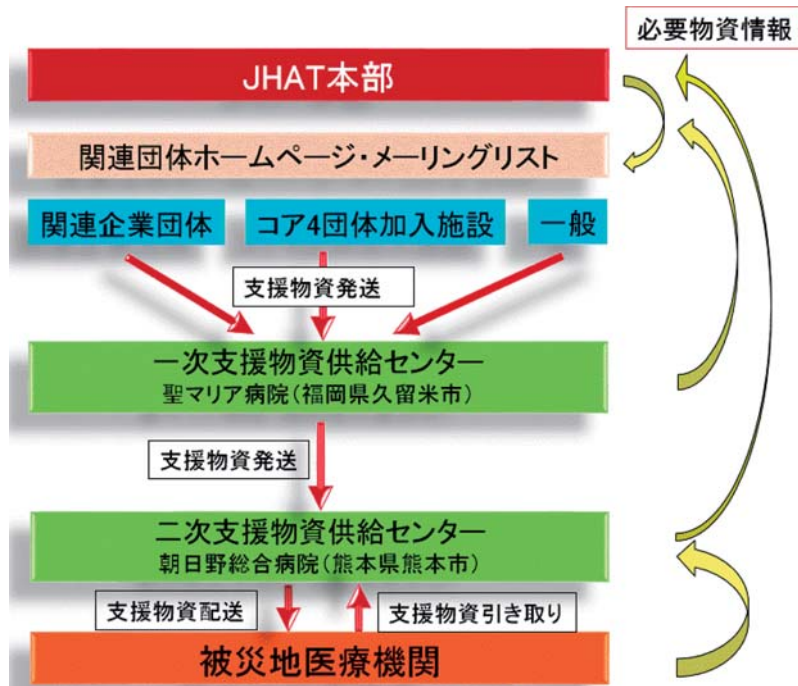 必要物資情報
JHAT本部
関連団体ホームページ・メーリングリスト
関連企業団体
コア4団体加入施設
一般
支援物資発送
一次支援物資供給センター
聖マリア病院(福岡県久留米市)
支援物資発送
二次支援物資供給センター
朝日野総合病院(熊本県熊本市)
支援物資配送
支援物資引き取り
被災地医療機関